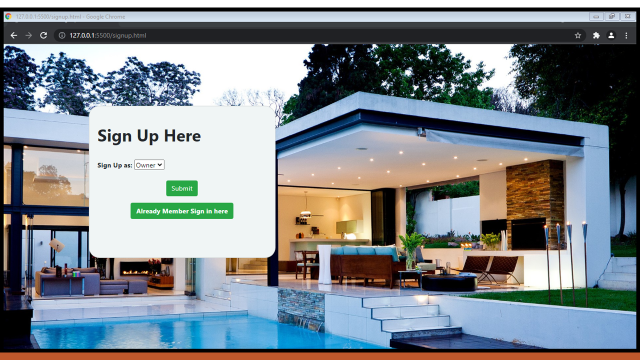 127.0.0.1:5500/signup.html - Google Chrome
127.0.0.1:5500/signup.html
Sign Up Here
Sign Up as: Owner
Submit
Already Member Sign in here